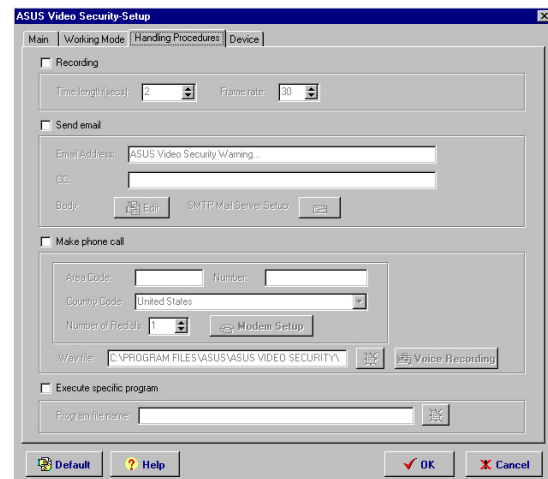 ASUS Video Security-Setup
Main Working Mode Handling Procedures Device
Recording
Time length(secs): 2 Frame rate: 30
Send email
Email Address: ASUS Video Security Warning...
CC:
Body: Edit SMTP Mail Server Setup:
Make phone call
Area Code: Number:
Country Code: United States
Number of Redials: 1 Modem Setup
Wav file: C:\PROGRAM FILES\ASUS\ASUS VIDEO SECURITY\ Voice Recording
Execute specific program
Program file name:
Default Help OK Cancel